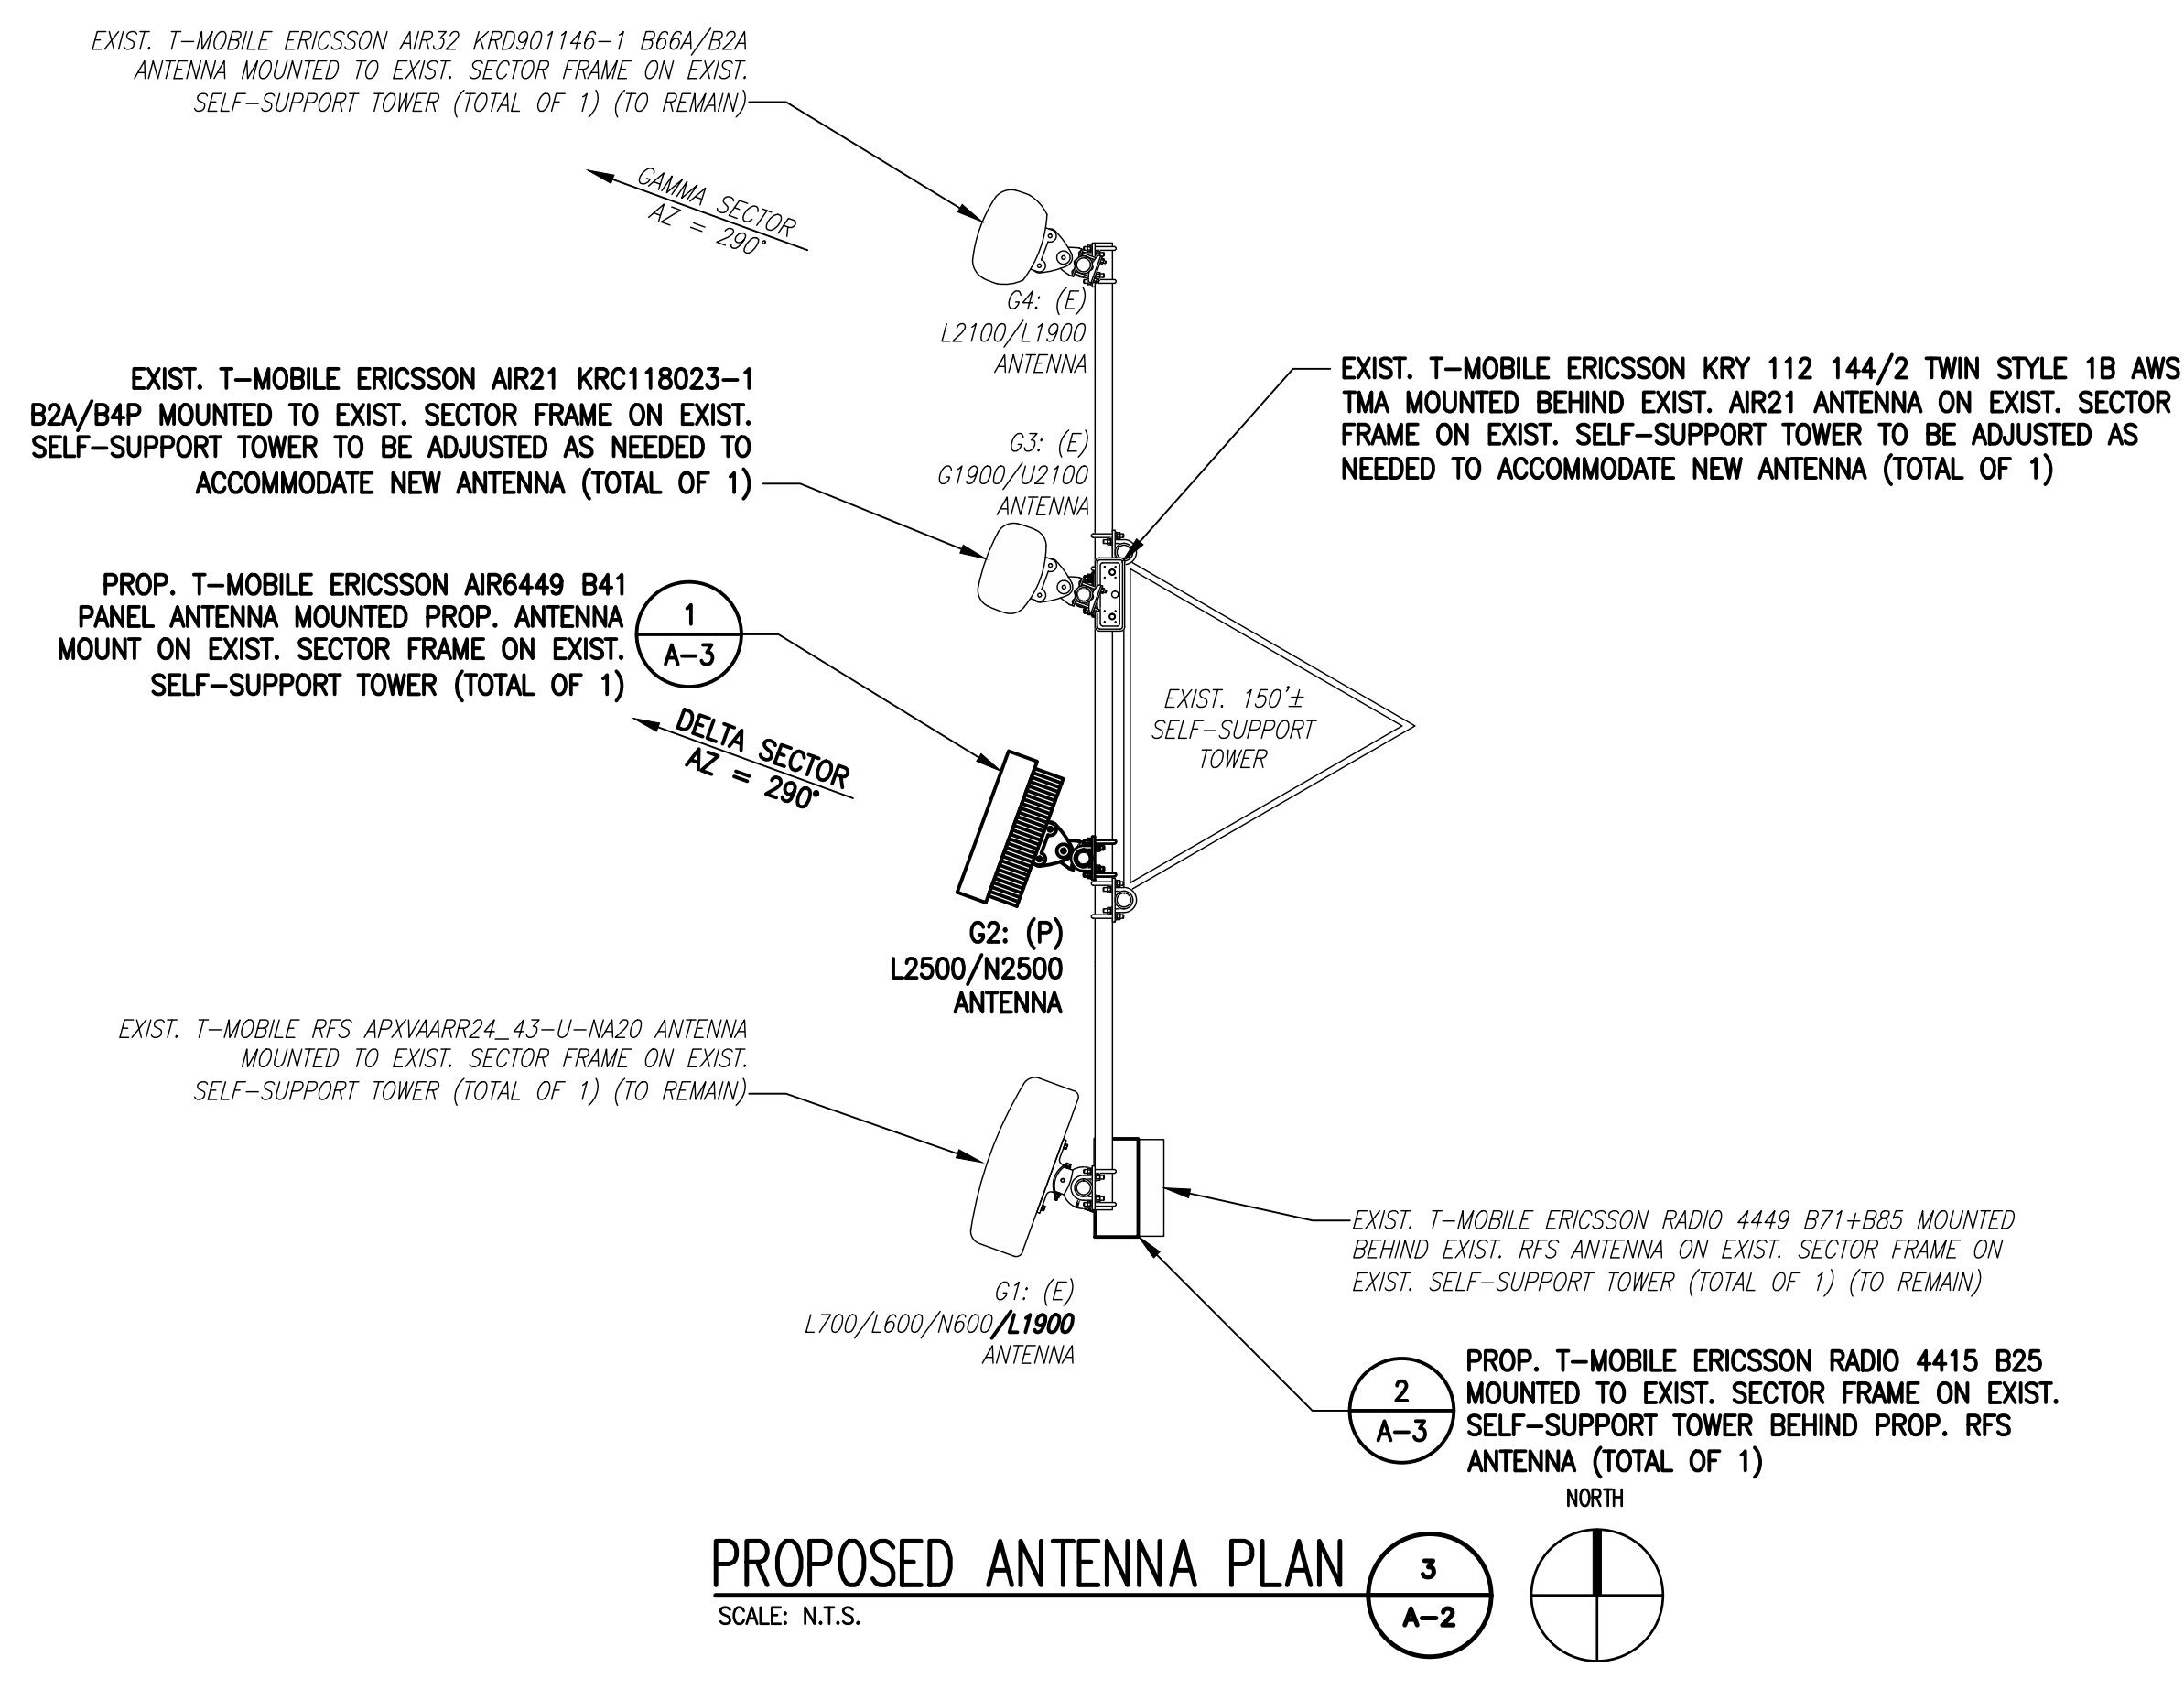 EXIST. T-MOBILE ERICSSON AIR32 KRD901146-1 B66A/B2A
ANTENNA MOUNTED TO EXIST. SECTOR FRAME ON EXIST.
SELF-SUPPORT TOWER (TOTAL OF 1) (TO REMAIN)
GAMMA SECTOR
AZ = 290°
G4: (E)
L2100/L1900
ANTENNA
EXIST. T-MOBILE ERICSSON AIR21 KRC118023-1
B2A/B4P MOUNTED TO EXIST. SECTOR FRAME ON EXIST.
SELF-SUPPORT TOWER TO BE ADJUSTED AS NEEDED TO
ACCOMMODATE NEW ANTENNA (TOTAL OF 1)
EXIST. T-MOBILE ERICSSON KRY 112 144/2 TWIN STYLE 1B AWS
TMA MOUNTED BEHIND EXIST. AIR21 ANTENNA ON EXIST. SECTOR
FRAME ON EXIST. SELF-SUPPORT TOWER TO BE ADJUSTED AS
NEEDED TO ACCOMMODATE NEW ANTENNA (TOTAL OF 1)
G3: (E)
G1900/U2100
ANTENNA
PROP. T-MOBILE ERICSSON AIR6449 B41
PANEL ANTENNA MOUNTED PROP. ANTENNA
MOUNT ON EXIST. SECTOR FRAME ON EXIST.
SELF-SUPPORT TOWER (TOTAL OF 1)
1
A-3
DELTA SECTOR
AZ = 290°
EXIST. 150'±
SELF-SUPPORT
TOWER
G2: (P)
L2500/N2500
ANTENNA
EXIST. T-MOBILE RFS APXVAARR24_43-U-NA20 ANTENNA
MOUNTED TO EXIST. SECTOR FRAME ON EXIST.
SELF-SUPPORT TOWER (TOTAL OF 1) (TO REMAIN)
G1: (E)
L700/L600/N600/L1900
ANTENNA
EXIST. T-MOBILE ERICSSON RADIO 4449 B71+B85 MOUNTED
BEHIND EXIST. RFS ANTENNA ON EXIST. SECTOR FRAME ON
EXIST. SELF-SUPPORT TOWER (TOTAL OF 1) (TO REMAIN)
2
A-3
PROP. T-MOBILE ERICSSON RADIO 4415 B25
MOUNTED TO EXIST. SECTOR FRAME ON EXIST.
SELF-SUPPORT TOWER BEHIND PROP. RFS
ANTENNA (TOTAL OF 1)
NORTH
PROPOSED ANTENNA PLAN
SCALE: N.T.S.
3
A-2